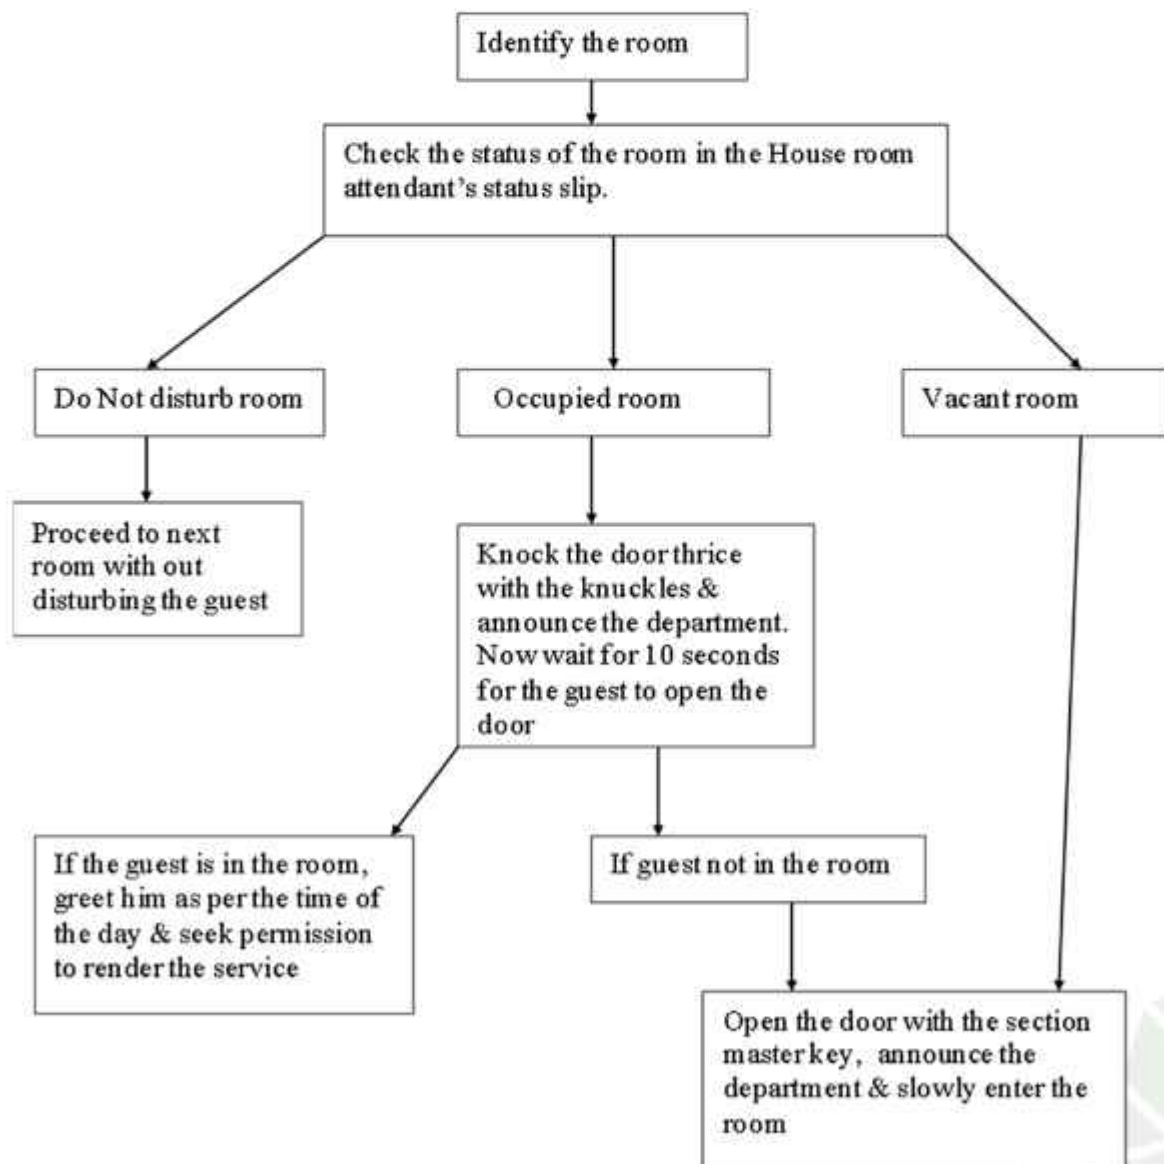 Identify the room
Check the status of the room in the House room
attendant's status slip.
Do Not disturb room
Occupied room
Vacant room
Proceed to next
room with out
disturbing the guest
Knock the door thrice
with the knuckles &
announce the department.
Now wait for 10 seconds
for the guest to open the
door
If the guest is in the room,
greet him as per the time of
the day & seek permission
to render the service
If guest not in the room
Open the door with the section
master key, announce the
department & slowly enter the
room